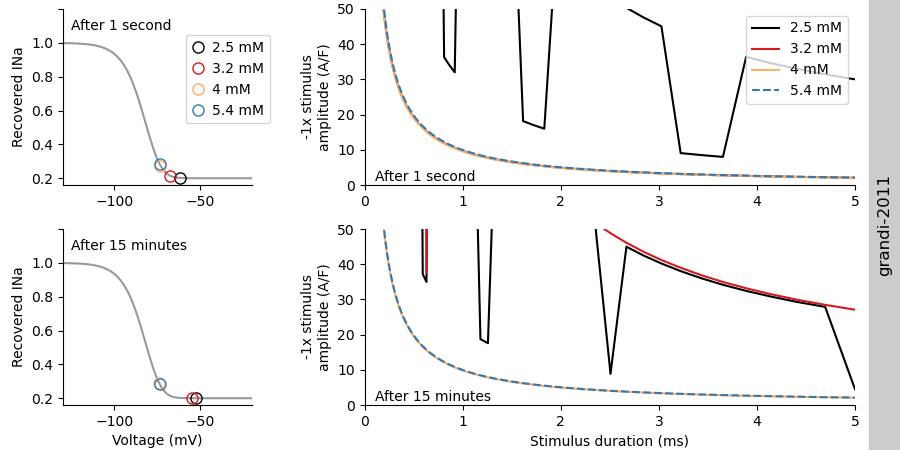 After 1 second
Recovered INa
1.0
0.8
0.6
0.4
0.2
−100
−50
2.5 mM
3.2 mM
4 mM
5.4 mM
-1x stimulus
amplitude (A/F)
50
40
30
20
10
0
0
1
2
3
4
5
After 1 second
2.5 mM
3.2 mM
4 mM
5.4 mM
After 15 minutes
Recovered INa
1.0
0.8
0.6
0.4
0.2
−100
−50
Voltage (mV)
-1x stimulus
amplitude (A/F)
50
40
30
20
10
0
0
1
2
3
4
5
After 15 minutes
Stimulus duration (ms)
grandi-2011